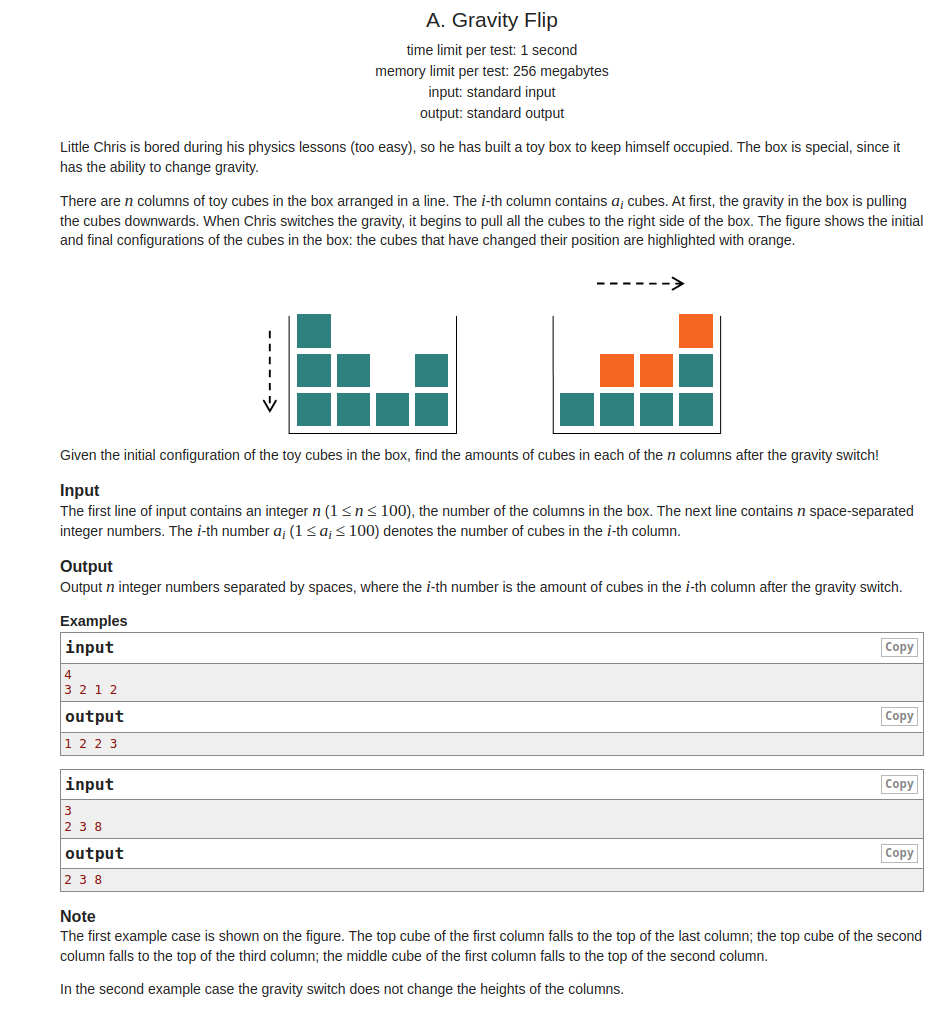 A. Gravity Flip
time limit per test: 1 second
memory limit per test: 256 megabytes
input: standard input
output: standard output
Little Chris is bored during his physics lessons (too easy), so he has built a toy box to keep himself occupied. The box is special, since it
has the ability to change gravity.
There are n columns of toy cubes in the box arranged in a line. The i-th column contains a_i cubes. At first, the gravity in the box is pulling
the cubes downwards. When Chris switches the gravity, it begins to pull all the cubes to the right side of the box. The figure shows the initial
and final configurations of the cubes in the box: the cubes that have changed their position are highlighted with orange.
Given the initial configuration of the toy cubes in the box, find the amounts of cubes in each of the n columns after the gravity switch!
Input
The first line of input contains an integer n (1 ≤ n ≤ 100), the number of the columns in the box. The next line contains n space-separated
integer numbers. The i-th number a_i (1 ≤ a_i ≤ 100) denotes the number of cubes in the i-th column.
Output
Output n integer numbers separated by spaces, where the i-th number is the amount of cubes in the i-th column after the gravity switch.
Examples
input Copy
4
3 2 1 2
output Copy
1 2 2 3
input Copy
3
2 3 8
output Copy
2 3 8
Note
The first example case is shown on the figure. The top cube of the first column falls to the top of the last column; the top cube of the second
column falls to the top of the third column; the middle cube of the first column falls to the top of the second column.
In the second example case the gravity switch does not change the heights of the columns.